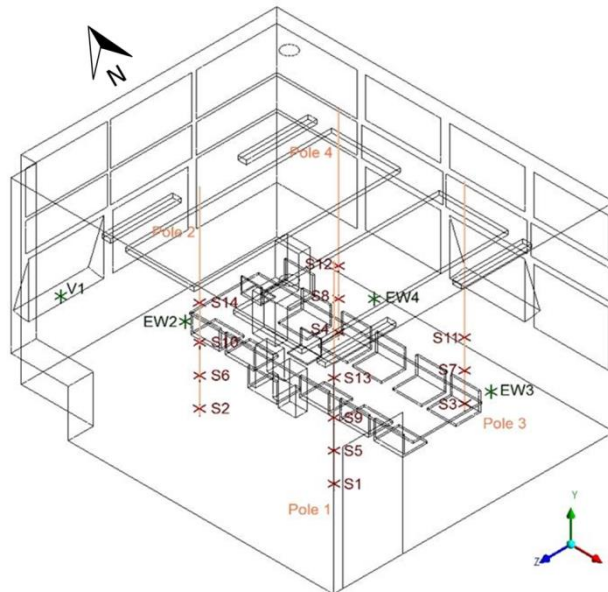 N
Pole 4
Pole 2
S12
V1
S14
S8
EW4
EW2
S4
S11
S10
S13
S7
S6
EW3
S3
S2
S9
Pole 3
S5
S1
Pole 1
Y
Z